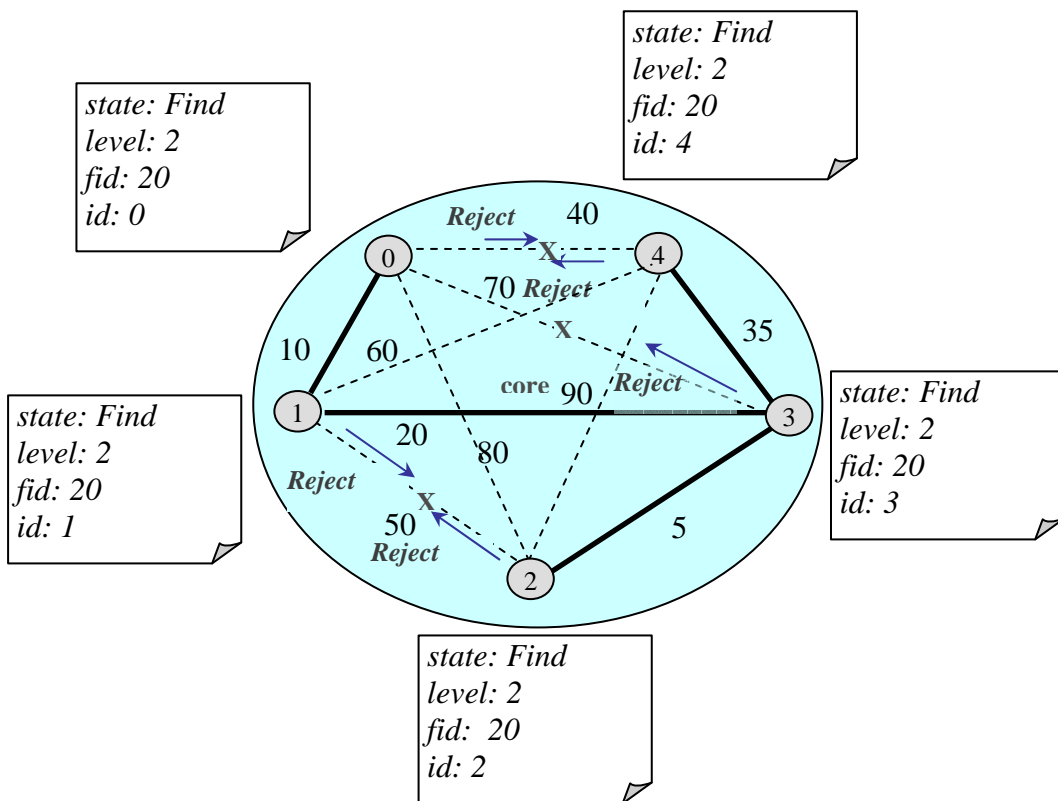 state: Find
level: 2
fid: 20
id: 4
state: Find
level: 2
fid: 20
id: 0
Reject
40
X
0
4
70
Reject
X
35
10
60
core
90
Reject
1
3
20
80
state: Find
level: 2
fid: 20
id: 1
state: Find
level: 2
fid: 20
id: 3
Reject
X
50
Reject
5
2
state: Find
level: 2
fid: 20
id: 2